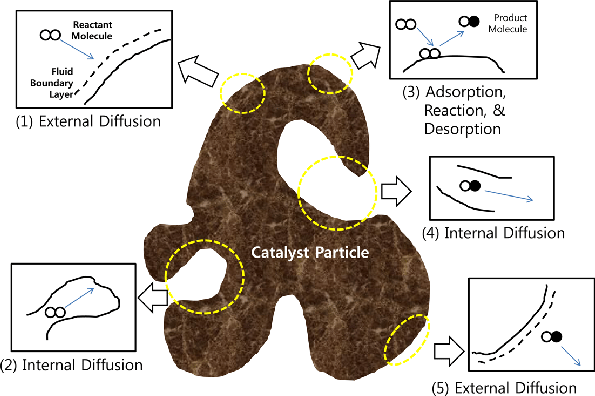 Reactant
Molecule
Fluid
Boundary
Layer
(1) External Diffusion
Product
Molecule
(3) Adsorption,
Reaction, &
Desorption
(4) Internal Diffusion
Catalyst Particle
(2) Internal Diffusion
(5) External Diffusion